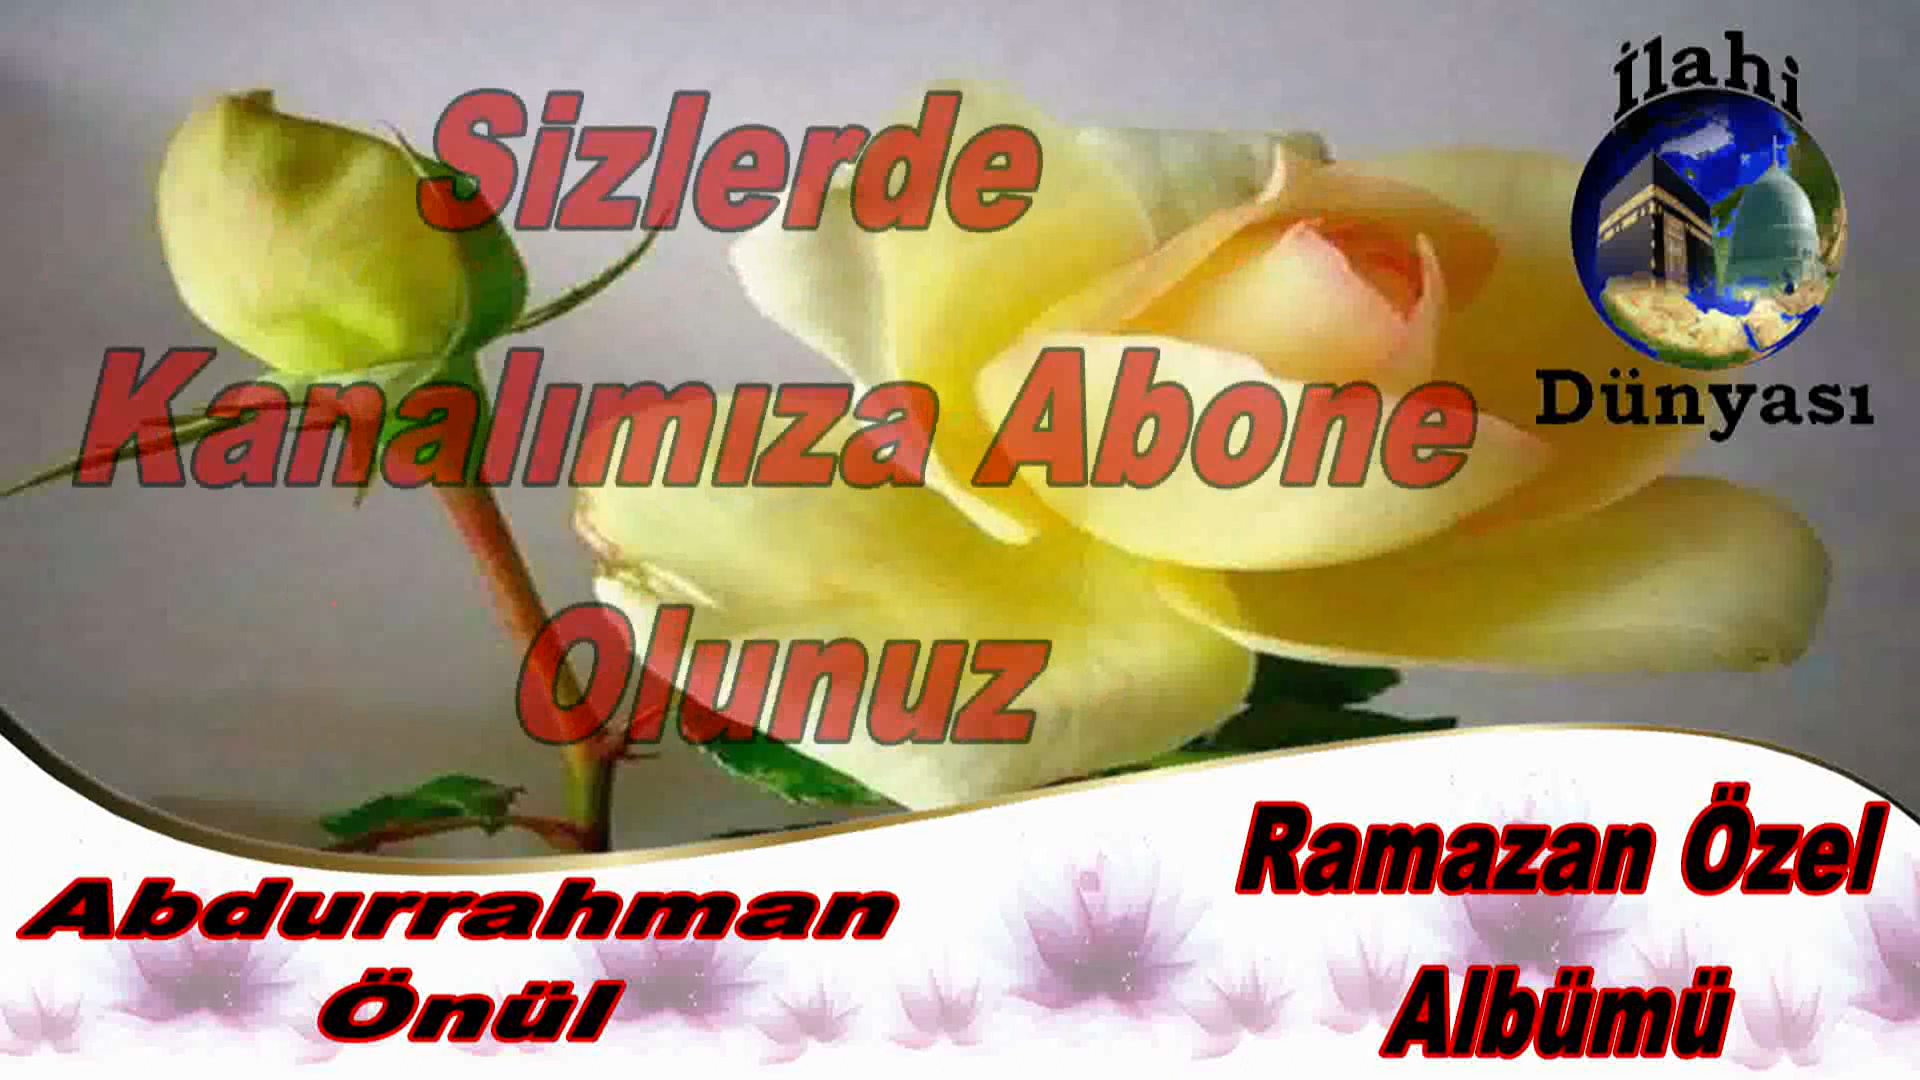 Sizlerde
Kanalımıza Abone
Olunuz
İlahi
Dünyası
Abdurrahman
Önül
Ramazan Özel
Albümü